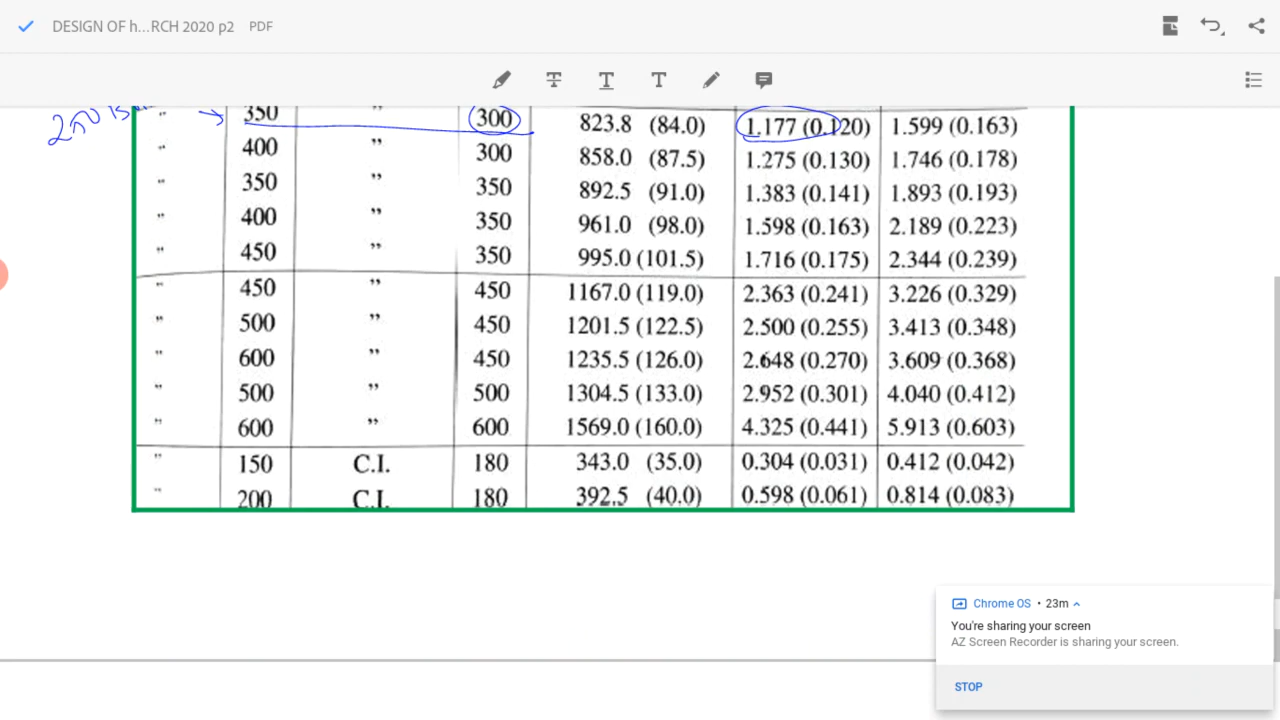 DESIGN OF h...RCH 2020 p2 PDF
" 350 " 300 823.8 (84.0) 1.177 (0.120) 1.599 (0.163)
" 400 " 300 858.0 (87.5) 1.275 (0.130) 1.746 (0.178)
" 350 " 350 892.5 (91.0) 1.383 (0.141) 1.893 (0.193)
" 400 " 350 961.0 (98.0) 1.598 (0.163) 2.189 (0.223)
" 450 " 350 995.0 (101.5) 1.716 (0.175) 2.344 (0.239)
" 450 " 450 1167.0 (119.0) 2.363 (0.241) 3.226 (0.329)
" 500 " 450 1201.5 (122.5) 2.500 (0.255) 3.413 (0.348)
" 600 " 450 1235.5 (126.0) 2.648 (0.270) 3.609 (0.368)
" 500 " 500 1304.5 (133.0) 2.952 (0.301) 4.040 (0.412)
" 600 " 600 1569.0 (160.0) 4.325 (0.441) 5.913 (0.603)
" 150 C.I. 180 343.0 (35.0) 0.304 (0.031) 0.412 (0.042)
" 200 C.I. 180 392.5 (40.0) 0.598 (0.061) 0.814 (0.083)
Chrome OS • 23m
You're sharing your screen
AZ Screen Recorder is sharing your screen.
STOP